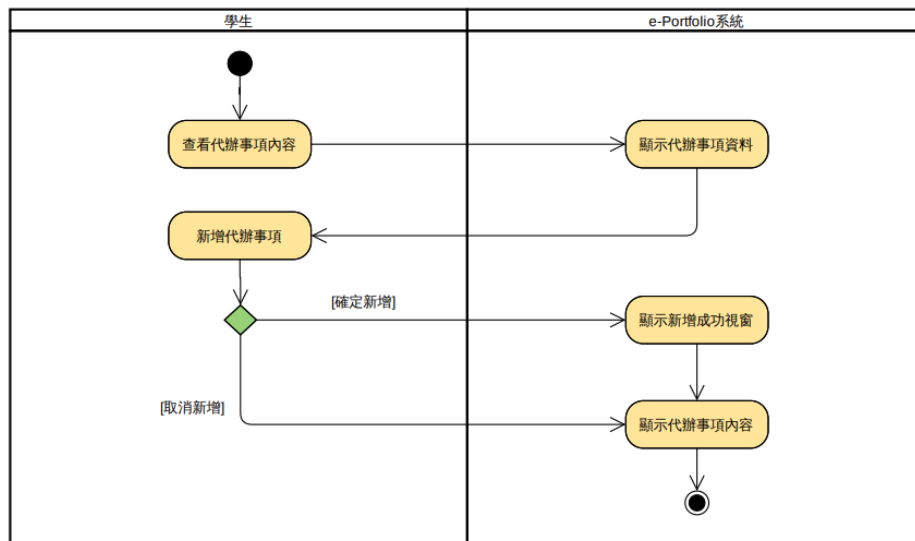 學生
e-Portfolio系統
查看代辦事項內容
顯示代辦事項資料
新增代辦事項
[確定新增]
顯示新增成功視窗
[取消新增]
顯示代辦事項內容